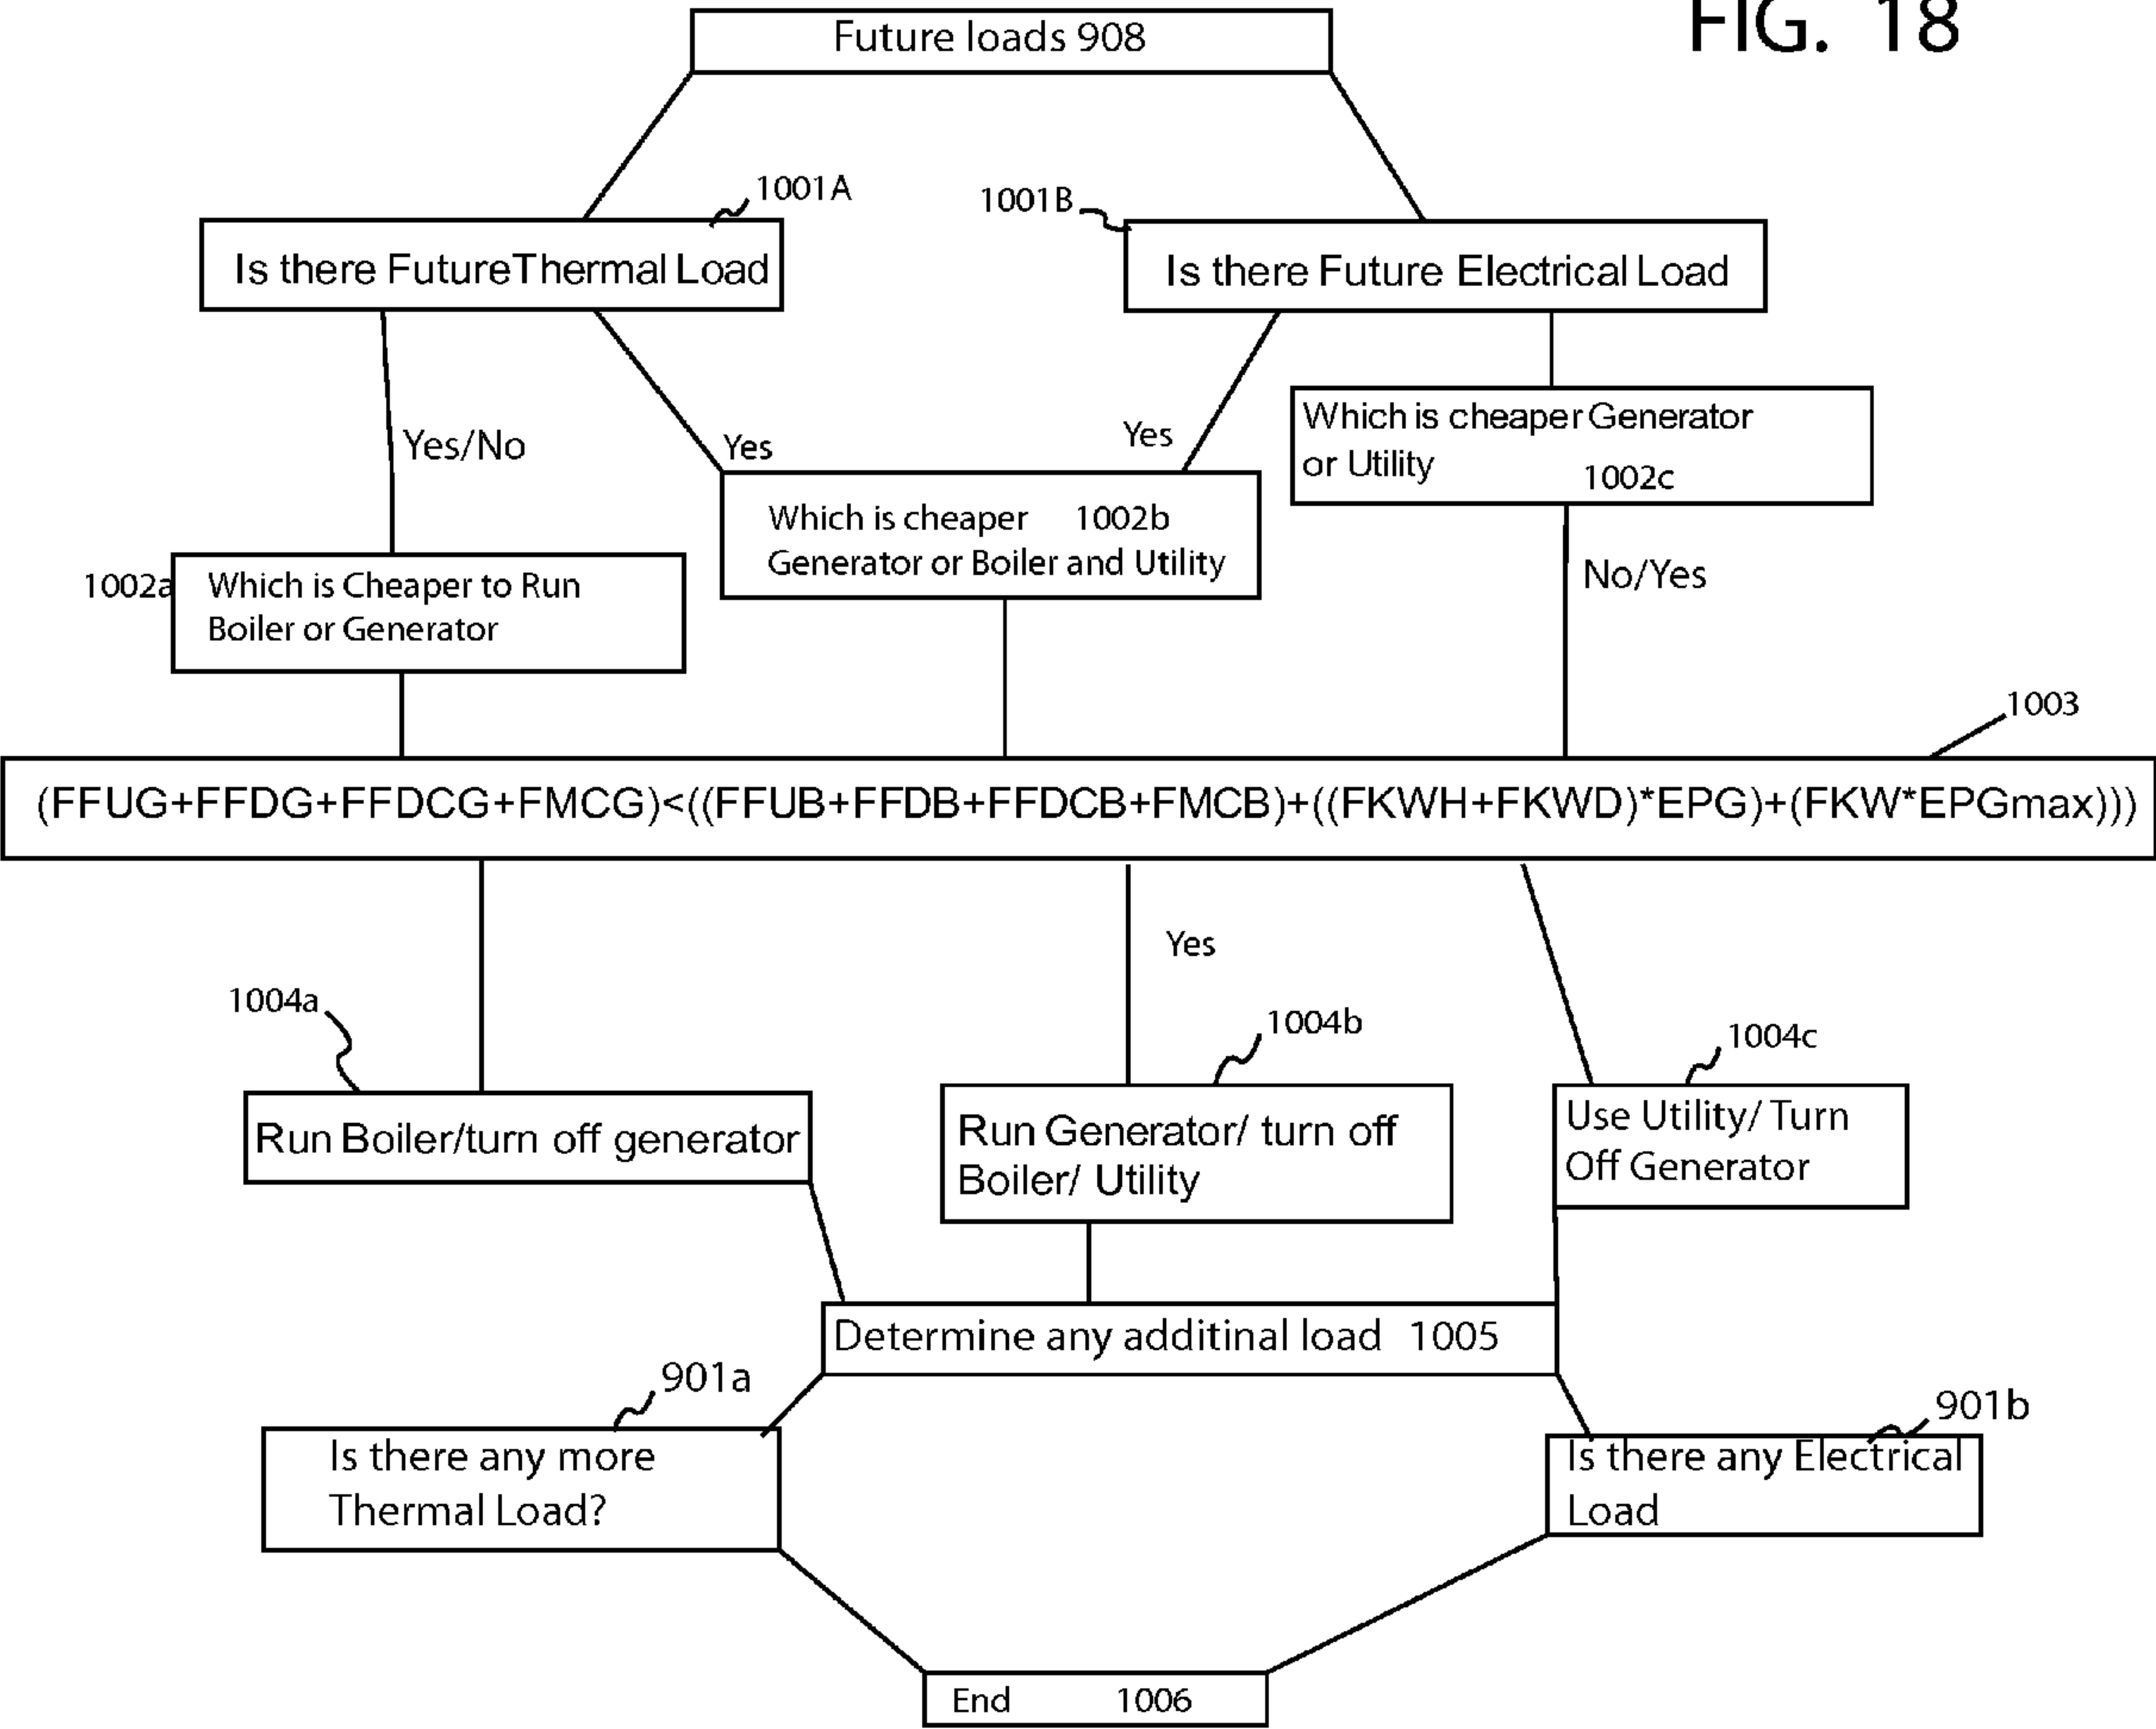 FIG. 18
Future loads 908
1001A
1001B
Is there FutureThermal Load
Is there Future Electrical Load
Yes/No
Yes
Yes
Which is cheaper Generator
or Utility 1002c
Which is cheaper 1002b
Generator or Boiler and Utility
No/Yes
1002a
Which is Cheaper to Run
Boiler or Generator
1003
(FFUG+FFDG+FFDCG+FMCG)<((FFUB+FFDB+FFDCB+FMCB)+((FKWH+FKWD)*EPG)+(FKW*EPGmax)))
Yes
1004a
1004b
1004c
Run Boiler/turn off generator
Run Generator/ turn off
Boiler/ Utility
Use Utility/ Turn
Off Generator
Determine any additinal load 1005
901a
901b
Is there any more
Thermal Load?
Is there any Electrical
Load
End 1006